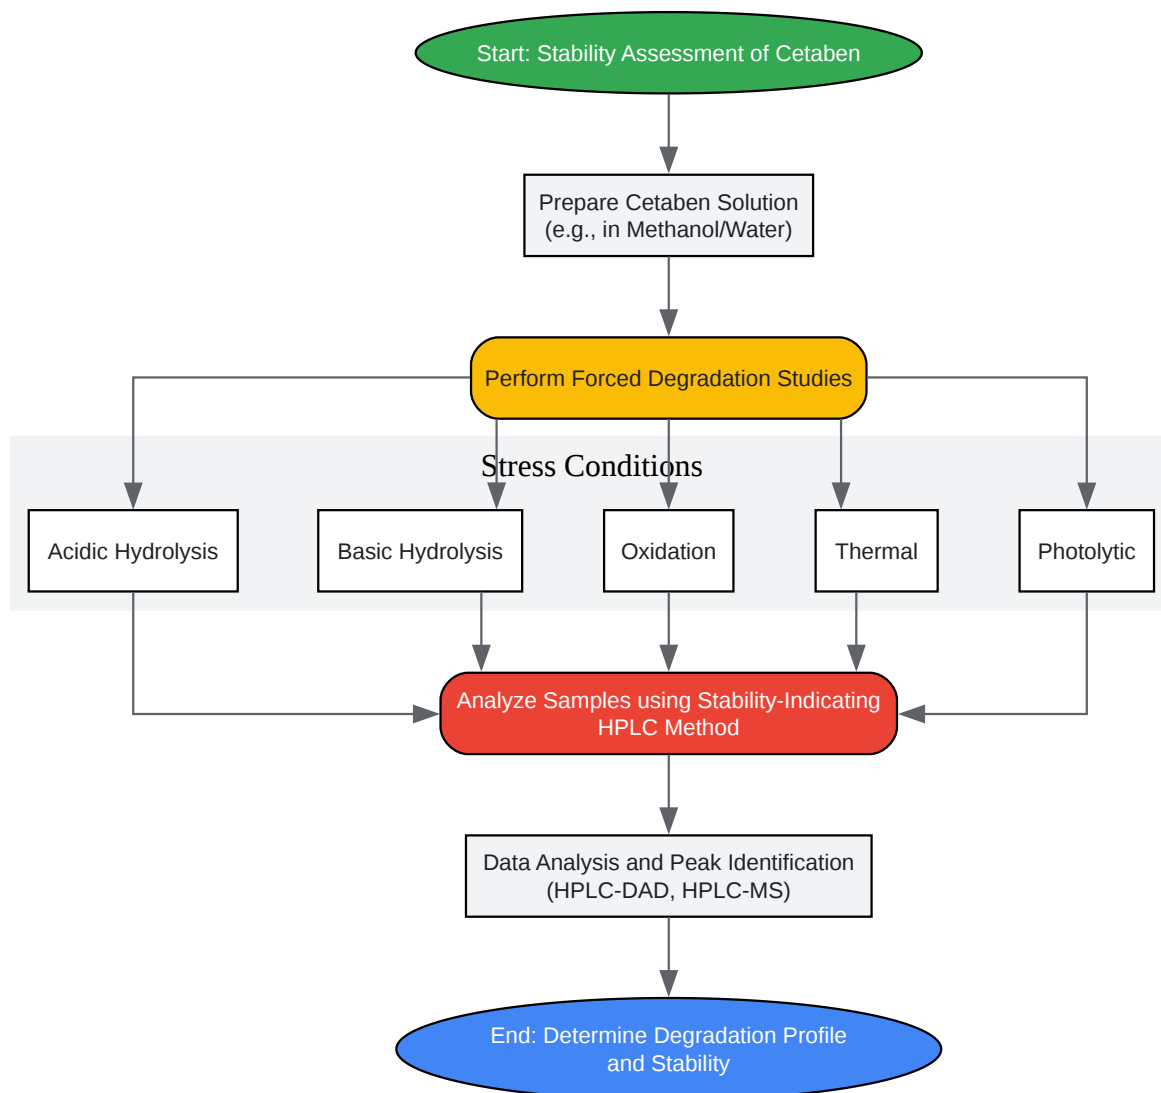 Start: Stability Assessment of Cetaben
Prepare Cetaben Solution
(e.g., in Methanol/Water)
Perform Forced Degradation Studies
Stress Conditions
Acidic Hydrolysis
Basic Hydrolysis
Oxidation
Thermal
Photolytic
Analyze Samples using Stability-Indicating
HPLC Method
Data Analysis and Peak Identification
(HPLC-DAD, HPLC-MS)
End: Determine Degradation Profile
and Stability